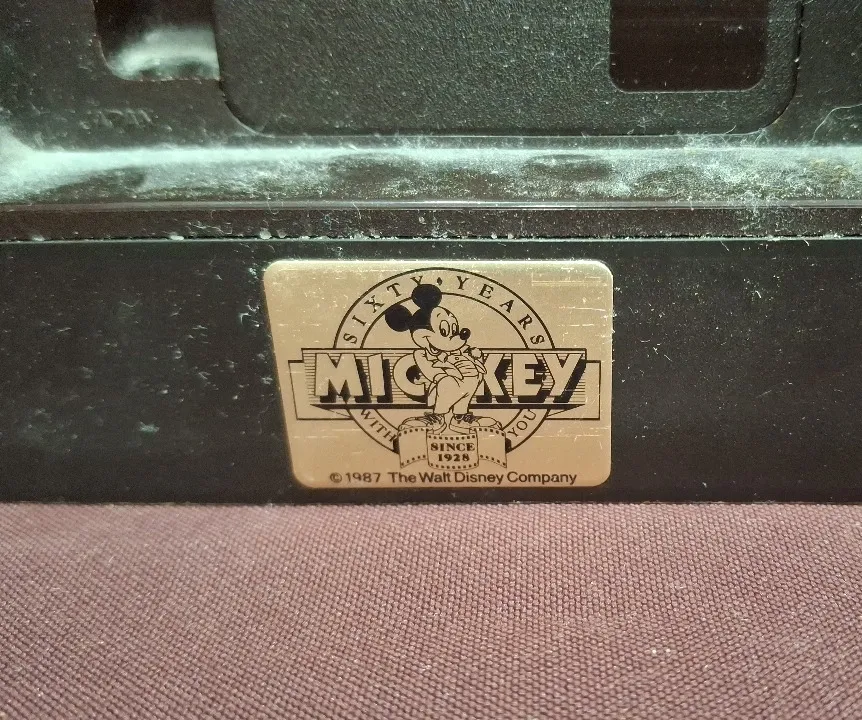 SIXTY • YEARS
MICKEY
WITH YOU
SINCE
1928
© 1987 The Walt Disney Company